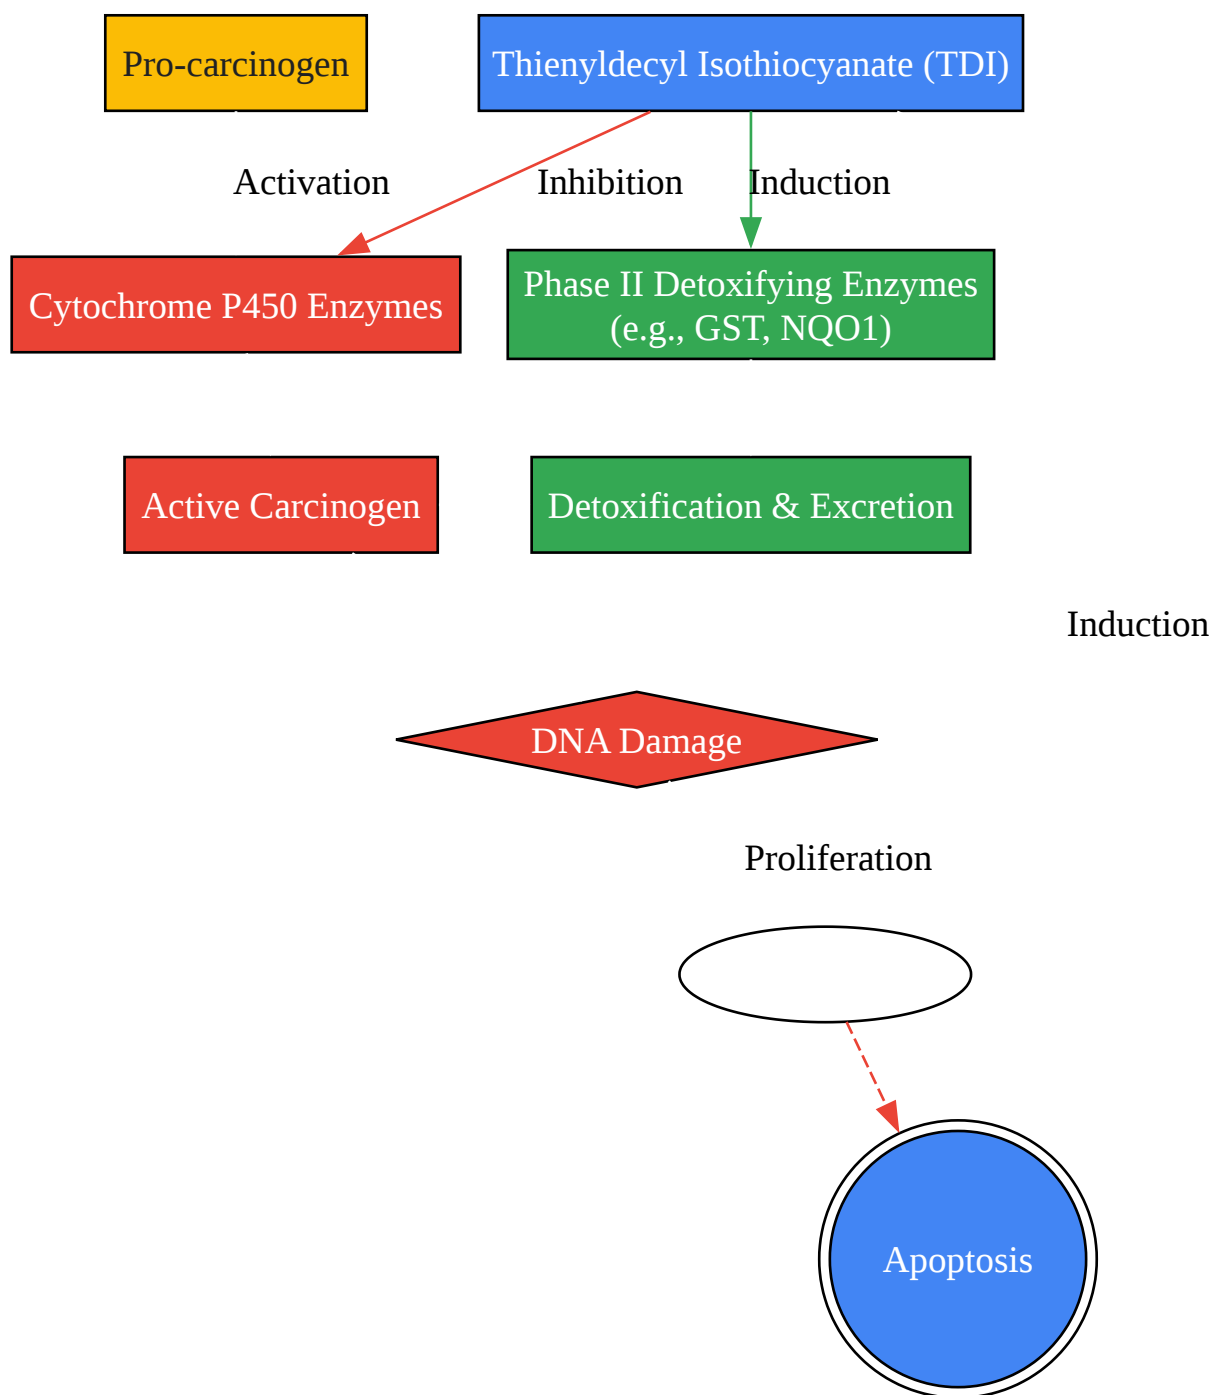 Pro-carcinogen
Thienyldecyl Isothiocyanate (TDI)
Activation
Inhibition
Induction
Cytochrome P450 Enzymes
Phase II Detoxifying Enzymes
(e.g., GST, NQO1)
Active Carcinogen
Detoxification & Excretion
Induction
DNA Damage
Proliferation
Apoptosis